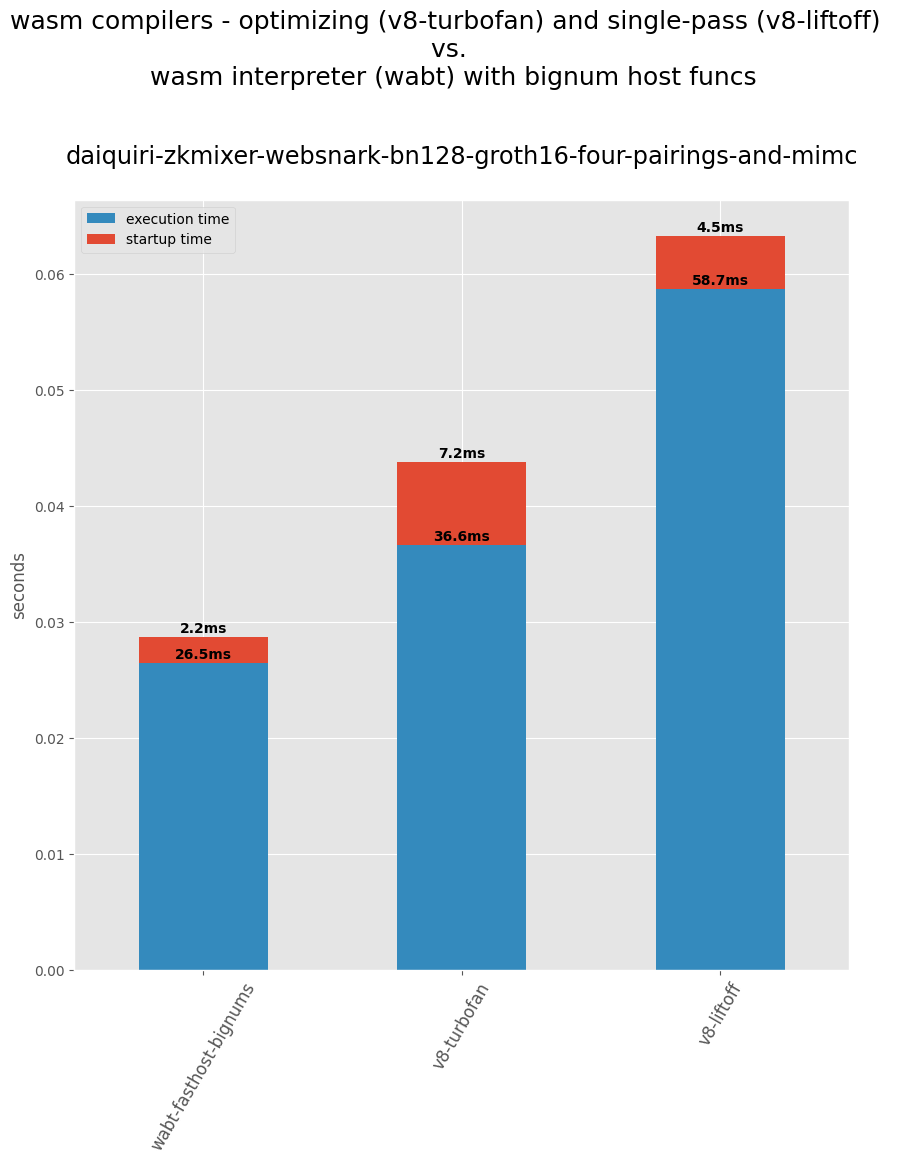 wasm compilers - optimizing (v8-turbofan) and single-pass (v8-liftoff)
vs.
wasm interpreter (wabt) with bignum host funcs
daiquiri-zkmixer-websnark-bn128-groth16-four-pairings-and-mimc
execution time
startup time
4.5ms
58.7ms
7.2ms
36.6ms
2.2ms
26.5ms
seconds
0.06
0.05
0.04
0.03
0.02
0.01
0.00
wabt-fasthost-bignums
v8-turbofan
v8-liftoff